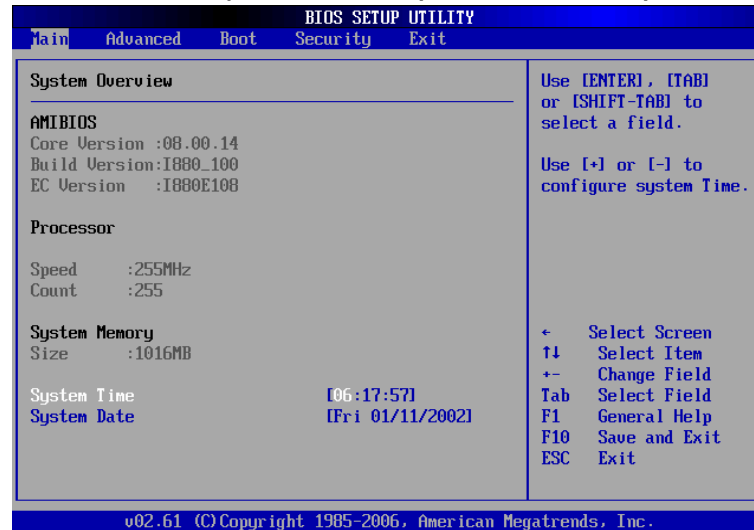 BIOS SETUP UTILITY
Main Advanced Boot Security Exit
System Overview
AMIBIOS
Core Version :08.00.14
Build Version:I880_100
EC Version :I880E108
Processor
Speed :255MHz
Count :255
System Memory
Size :1016MB
System Time [06:17:57]
System Date [Fri 01/11/2002]
Use [ENTER], [TAB]
or [SHIFT-TAB] to
select a field.
Use [+] or [-] to
configure system Time.
← Select Screen
↑↓ Select Item
+- Change Field
Tab Select Field
F1 General Help
F10 Save and Exit
ESC Exit
v02.61 (C)Copyright 1985-2006, American Megatrends, Inc.